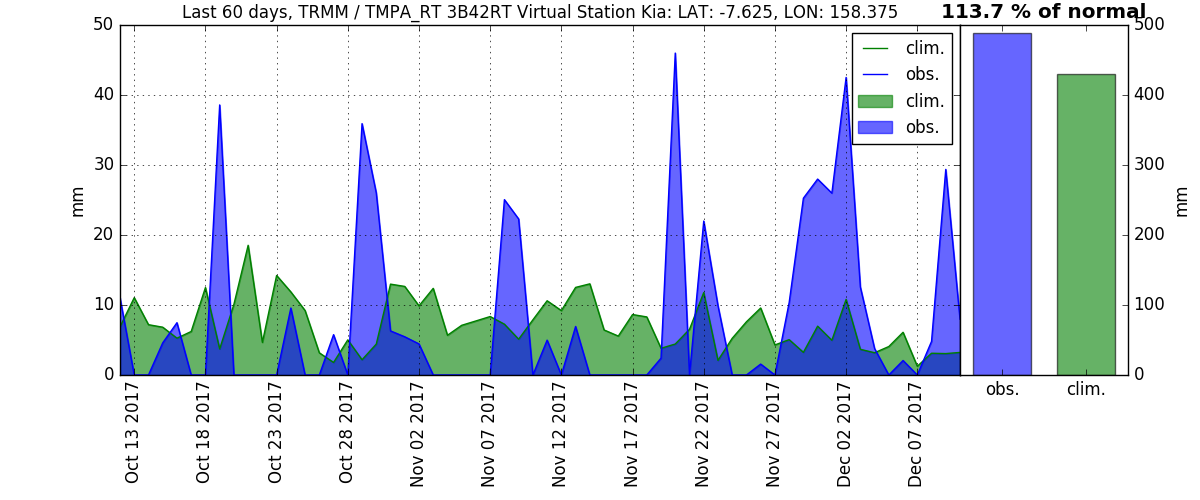 Last 60 days, TRMM / TMPA_RT 3B42RT Virtual Station Kia: LAT: -7.625, LON: 158.375
113.7 % of normal
50
40
30
20
10
0
mm
clim.
obs.
clim.
obs.
500
400
300
200
100
0
mm
Oct 13 2017
Oct 18 2017
Oct 23 2017
Oct 28 2017
Nov 02 2017
Nov 07 2017
Nov 12 2017
Nov 17 2017
Nov 22 2017
Nov 27 2017
Dec 02 2017
Dec 07 2017
obs.
clim.